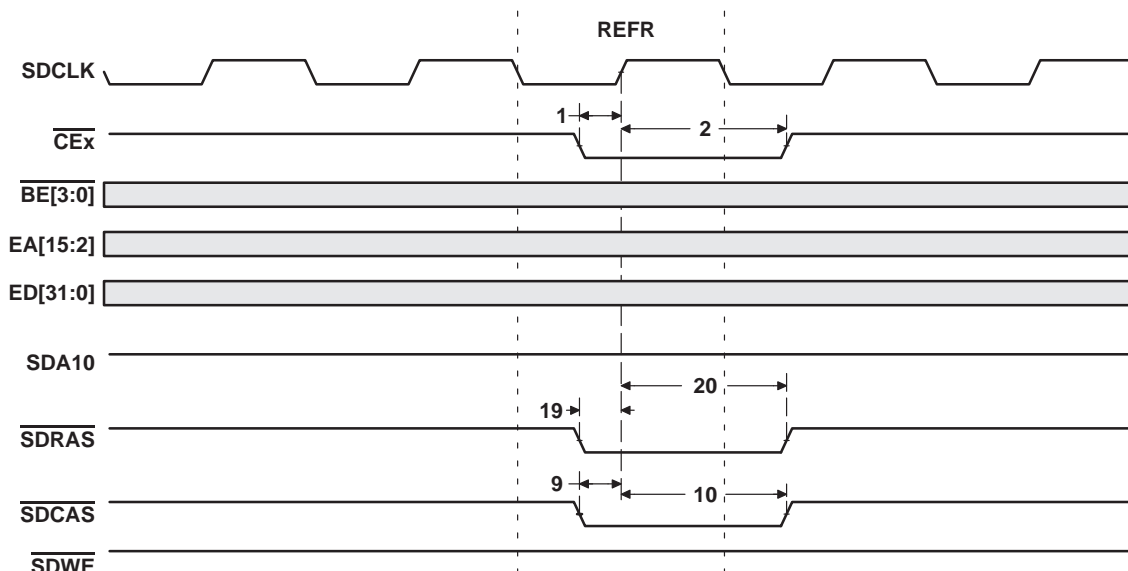 REFR
SDCLK
1
2
CEx
BE[3:0]
EA[15:2]
ED[31:0]
SDA10
20
19
SDRAS
9
10
SDCAS
SDWE